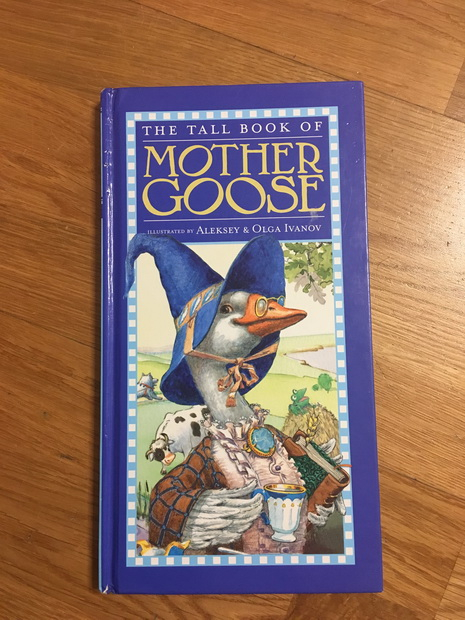 THE TALL BOOK OF
MOTHER
GOOSE
ILLUSTRATED BY ALEKSEY & OLGA IVANOV